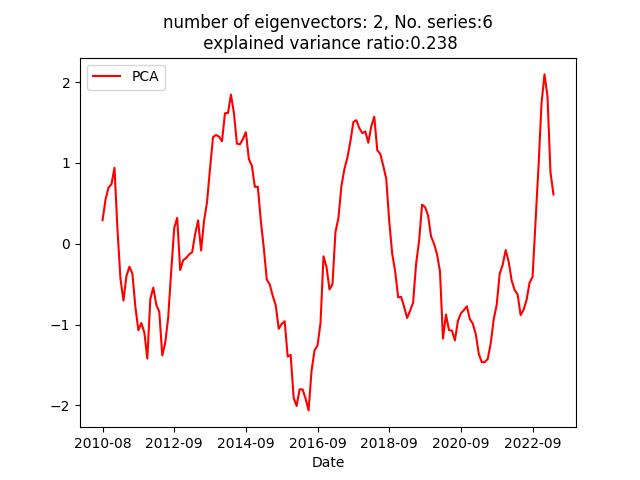 number of eigenvectors: 2, No. series:6
explained variance ratio:0.238
PCA
2
1
0
−1
−2
2010-08 2012-09 2014-09 2016-09 2018-09 2020-09 2022-09
Date